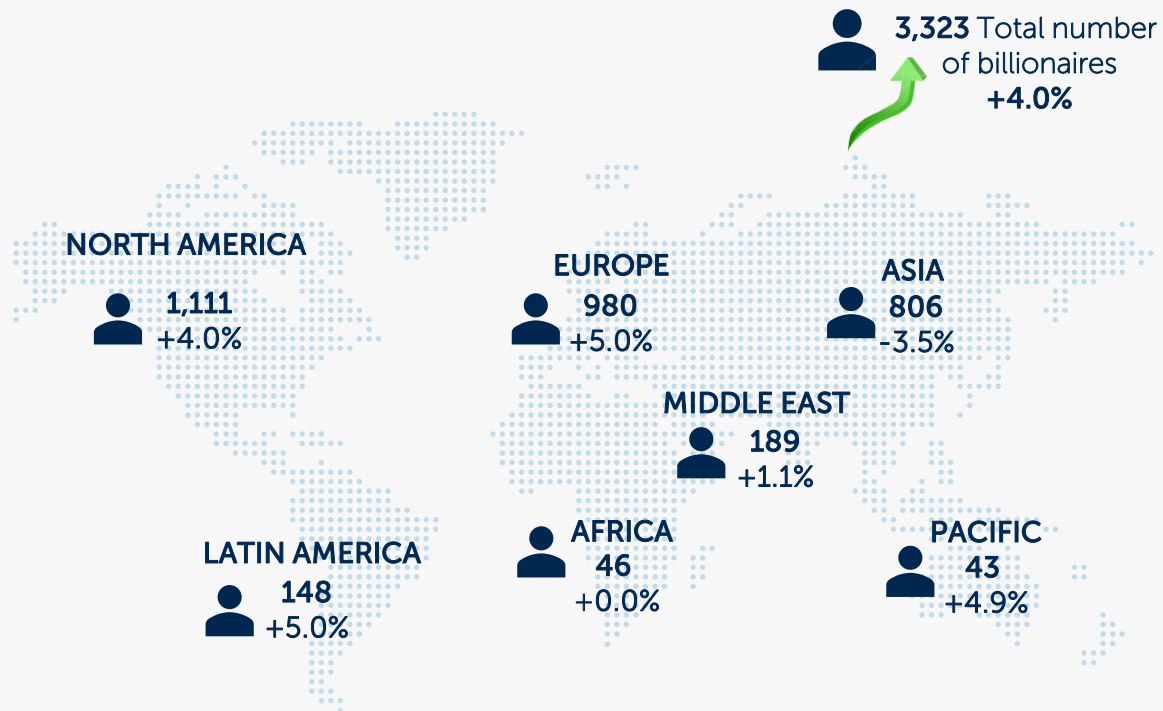 3,323 Total number
of billionaires
+4.0%
NORTH AMERICA
1,111
+4.0%
EUROPE
980
+5.0%
ASIA
806
-3.5%
MIDDLE EAST
189
+1.1%
LATIN AMERICA
148
+5.0%
AFRICA
46
+0.0%
PACIFIC
43
+4.9%